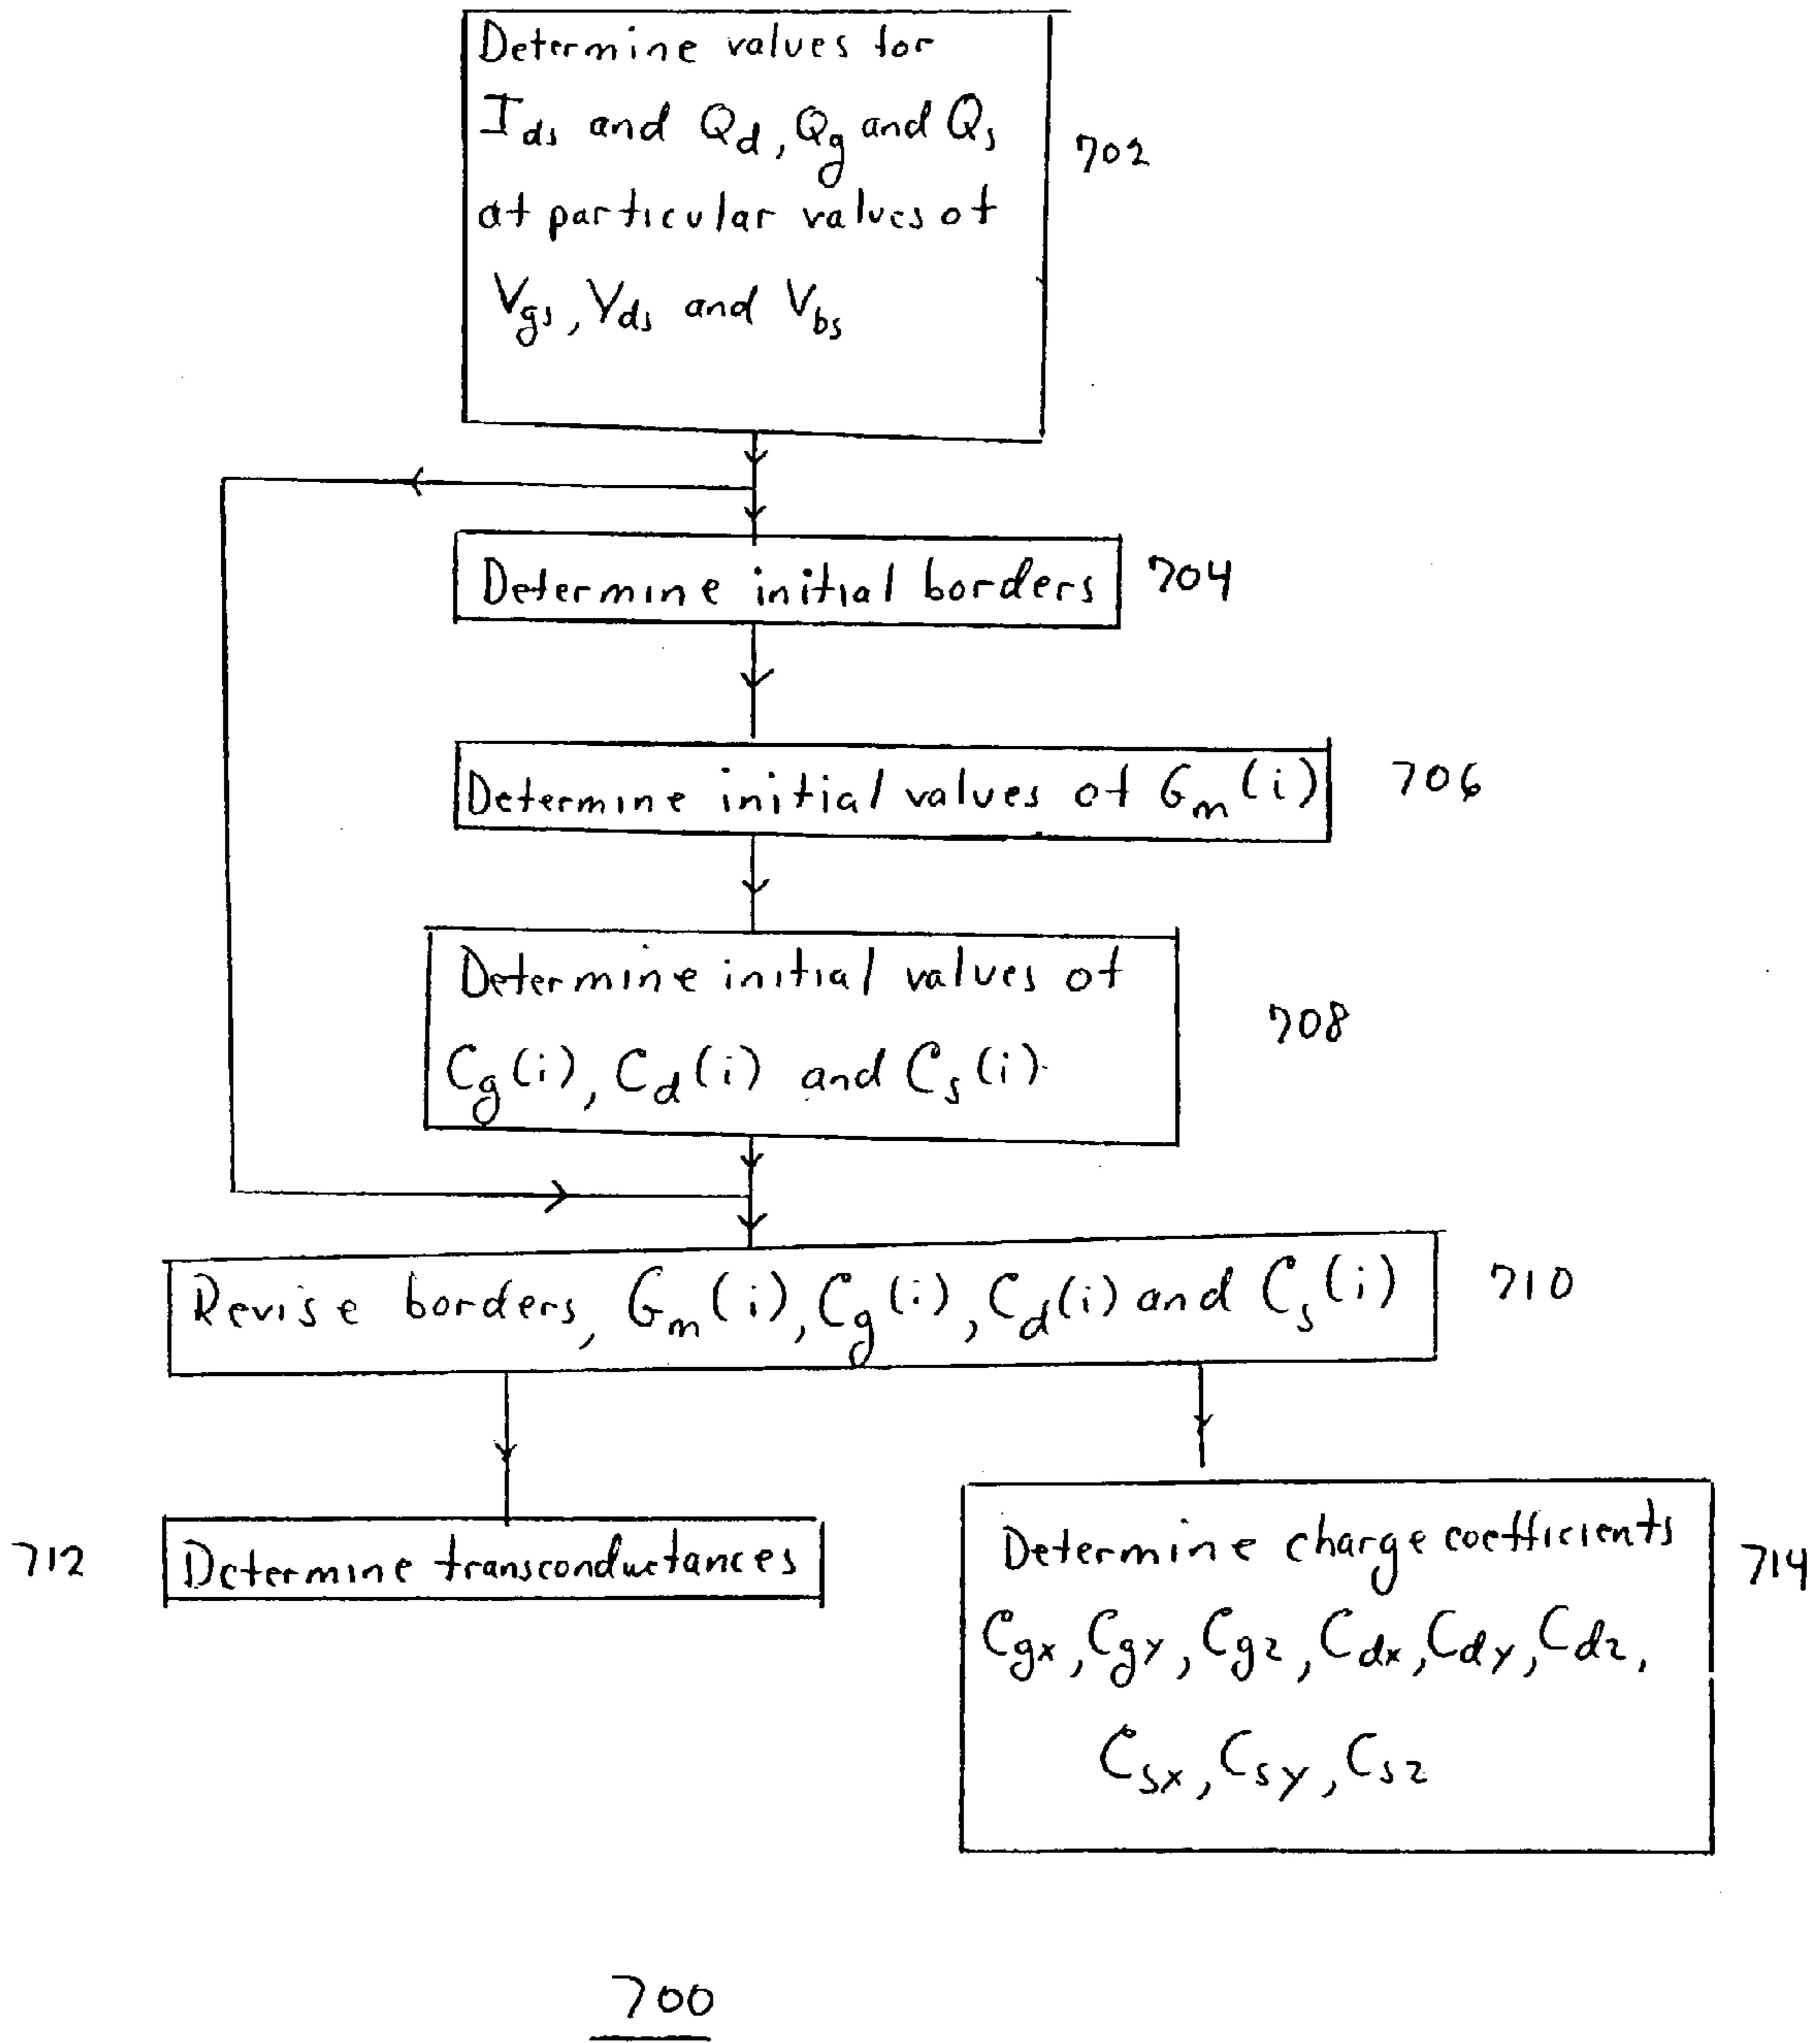 Determine values for
Ids and Qd, Qg and Qs
at particular values of
Vgs, Vds and Vbs
702
Determine initial borders
704
Determine initial values of Gm(i)
706
Determine initial values of
Cg(i), Cd(i) and Cs(i)
708
Revise borders, Gm(i), Cg(i), Cd(i) and Cs(i)
710
712
Determine transconductances
Determine charge coefficients
Cgx, Cgy, Cgz, Cdx, Cdy, Cdz,
Csx, Csy, Csz
714
700